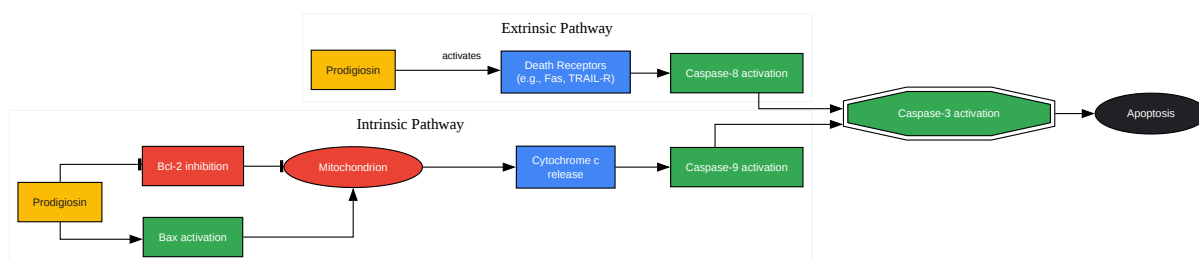 Extrinsic Pathway
Prodigiosin
activates
Death Receptors
(e.g., Fas, TRAIL-R)
Caspase-8 activation
Caspase-3 activation
Apoptosis
Intrinsic Pathway
Prodigiosin
Bcl-2 inhibition
Bax activation
Mitochondrion
Cytochrome c
release
Caspase-9 activation